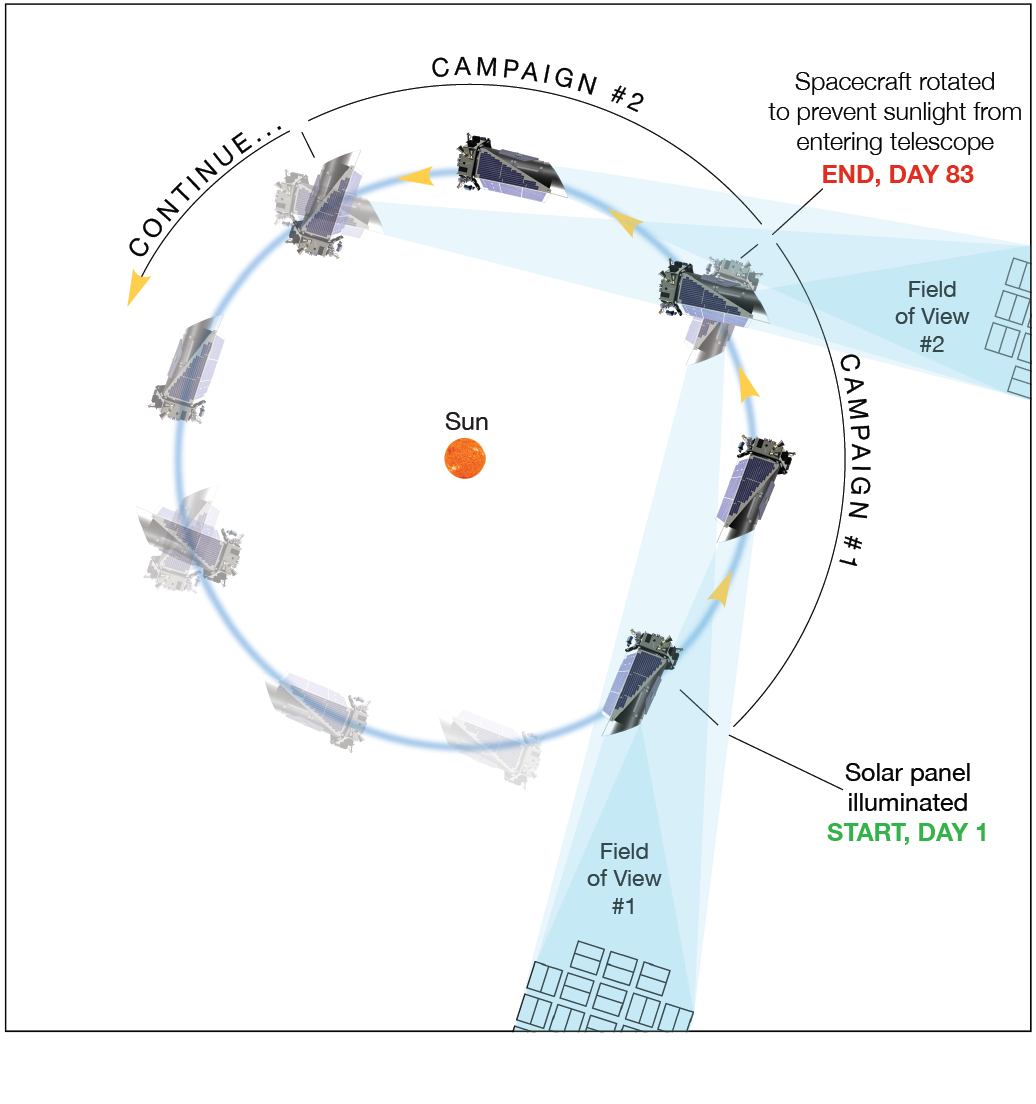 CAMPAIGN #2
Spacecraft rotated
to prevent sunlight from
entering telescope
END, DAY 83
CONTINUE...
Field
of View
#2
CAMPAIGN #1
Sun
Solar panel
illuminated
START, DAY 1
Field
of View
#1